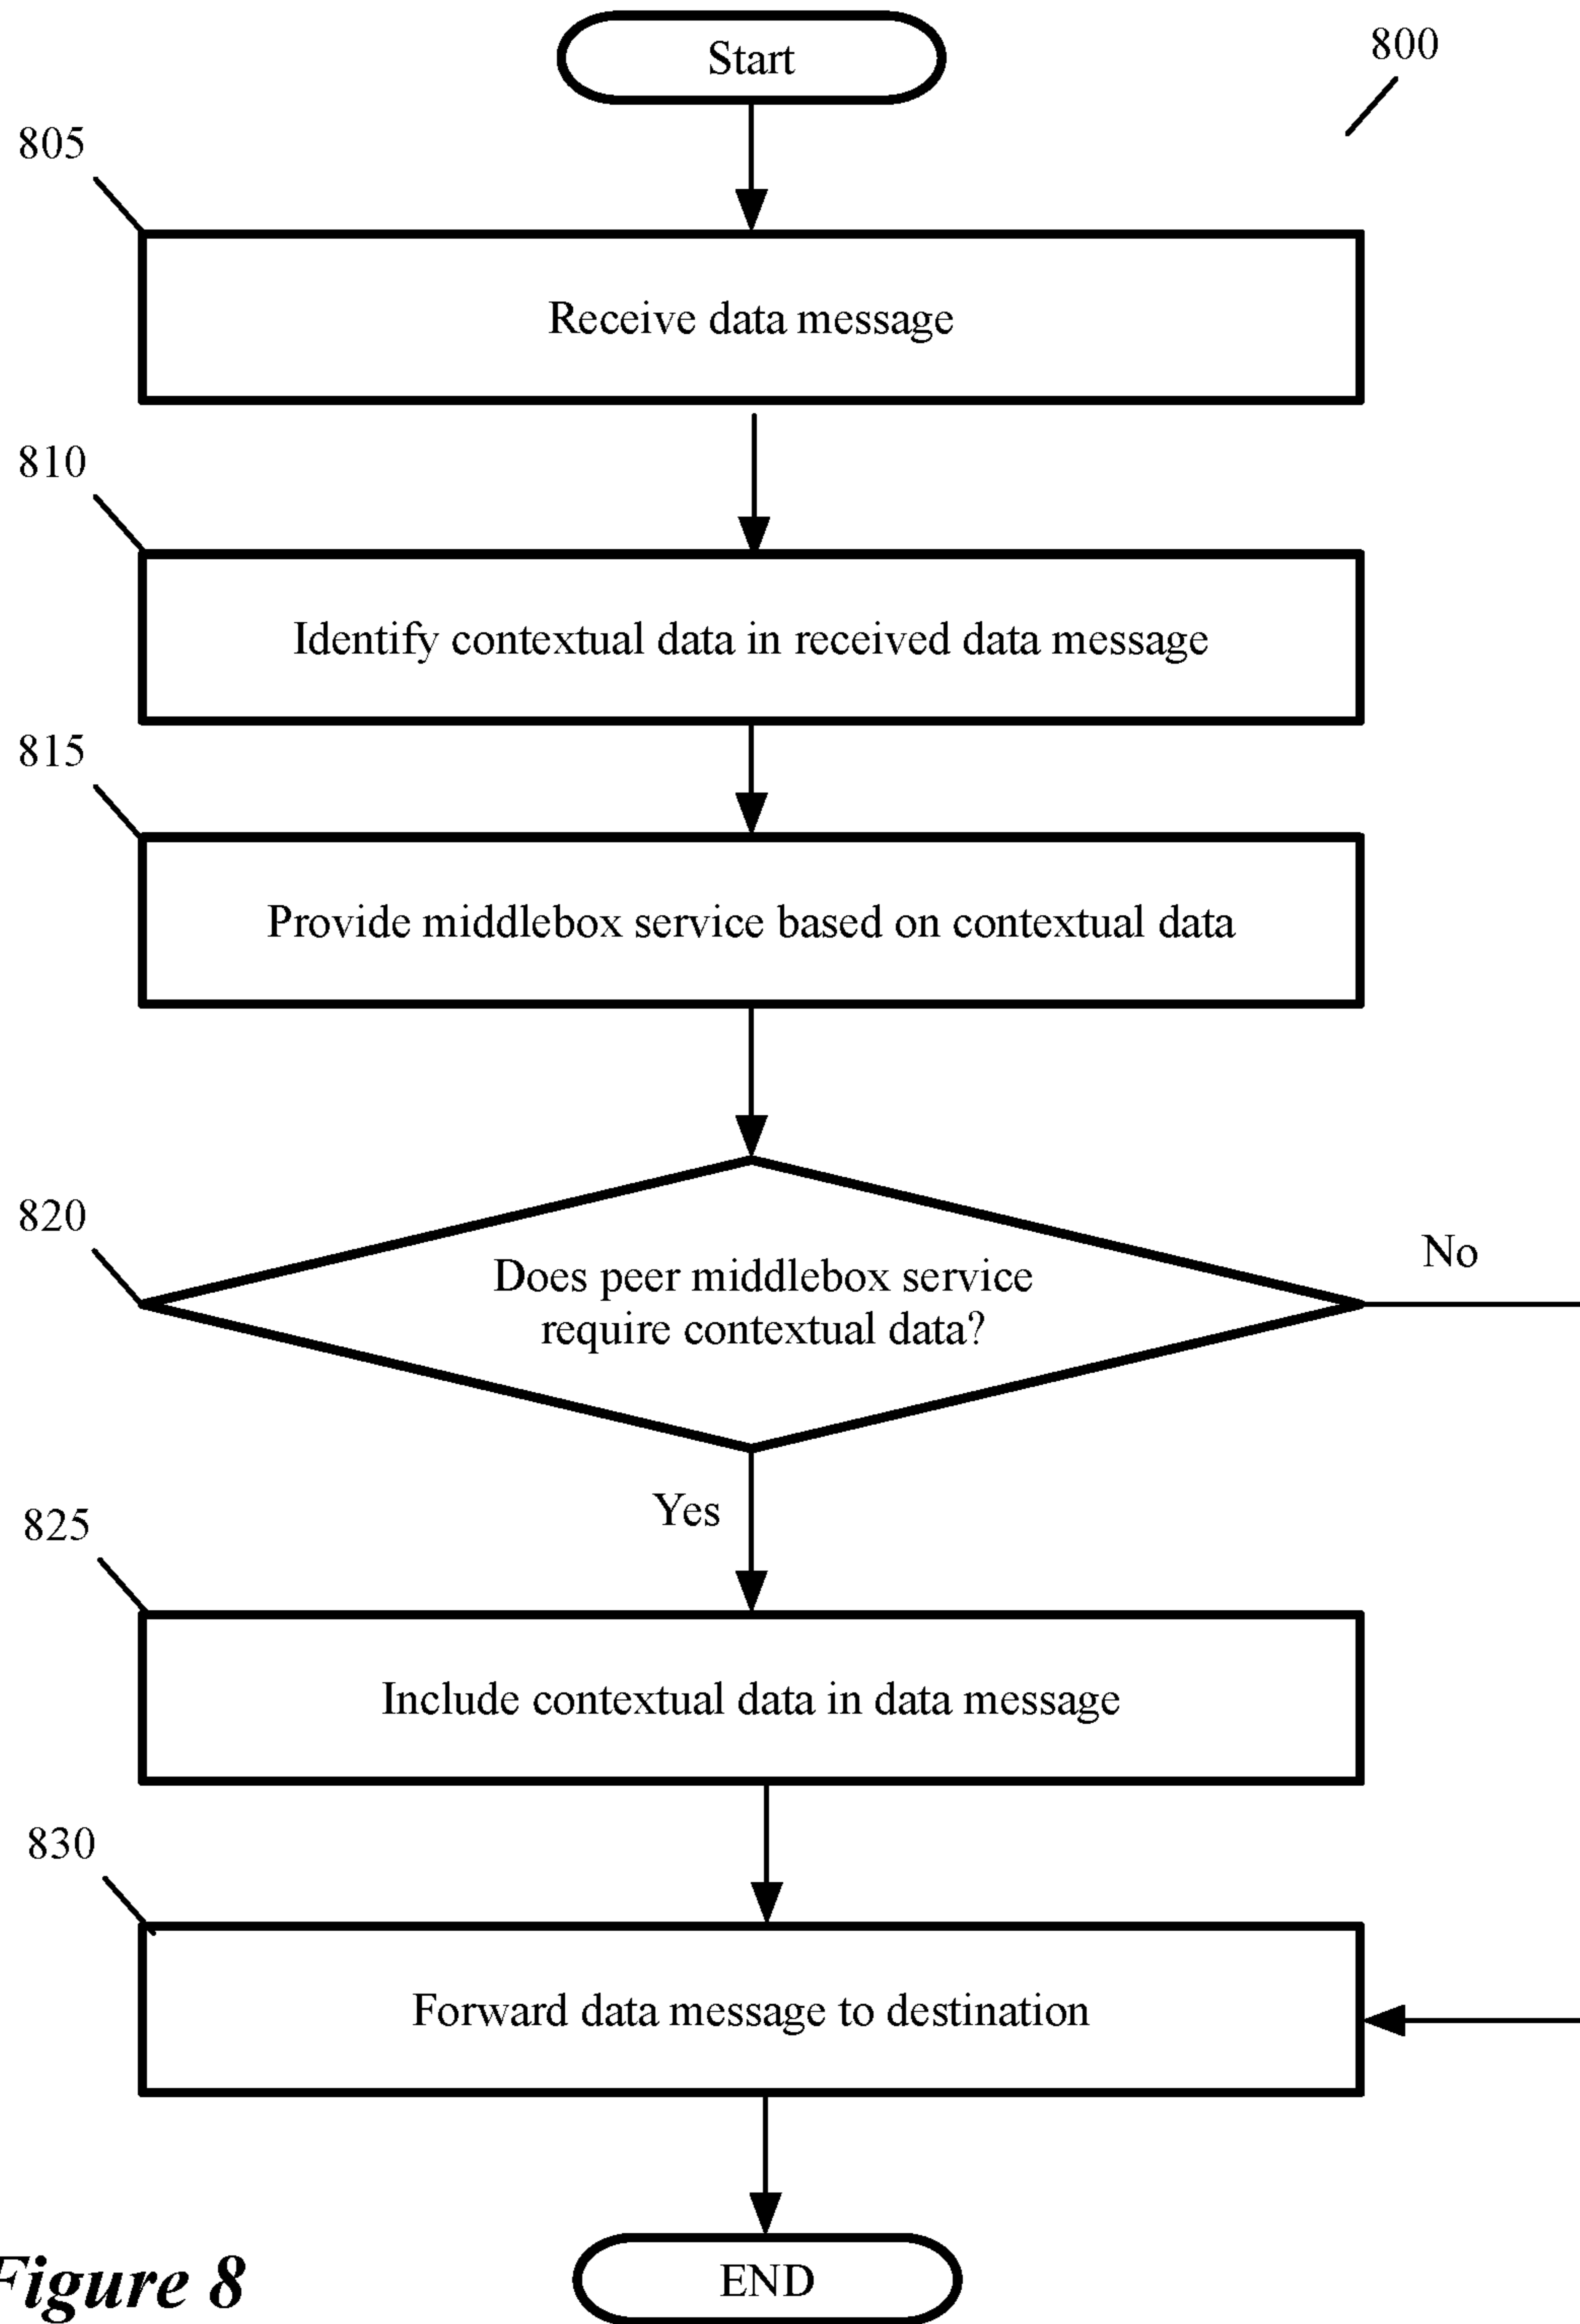 Start
800
805
Receive data message
810
Identify contextual data in received data message
815
Provide middlebox service based on contextual data
820
Does peer middlebox service
require contextual data?
No
Yes
825
Include contextual data in data message
830
Forward data message to destination
END
Figure 8